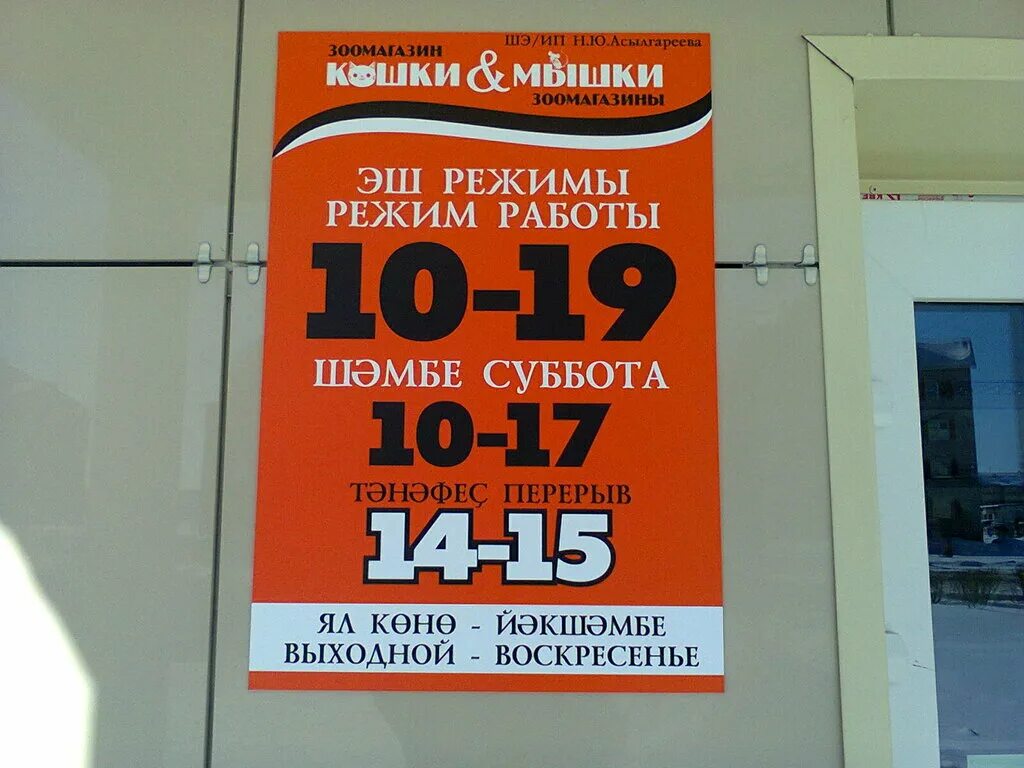 ШЭ/ИП Н.Ю.Асылгареева
ЗООМАГАЗИН
КОШКИ & МЫШКИ
ЗООМАГАЗИНЫ
ЭШ РЕЖИМЫ
РЕЖИМ РАБОТЫ
10-19
ШӘМБЕ СУББОТА
10-17
ТӘНӘФЕҪ ПЕРЕРЫВ
14-15
ЯЛ КӨНӨ - ЙӘКШӘМБЕ
ВЫХОДНОЙ - ВОСКРЕСЕНЬЕ